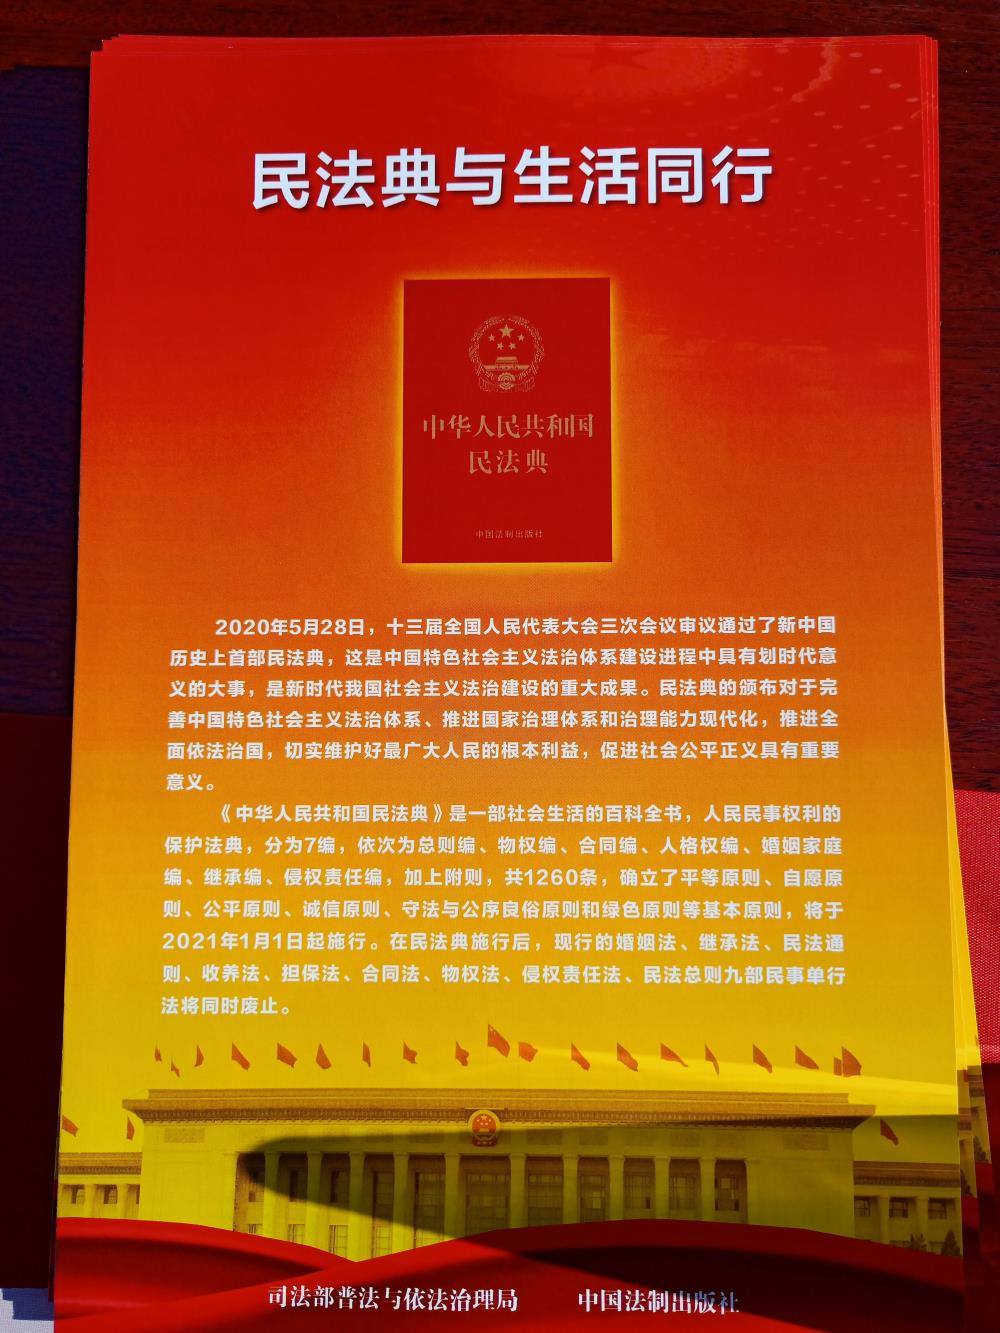 民法典与生活同行
中华人民共和国
民法典
中国法制出版社
2020年5月28日，十三届全国人民代表大会三次会议审议通过了新中国
历史上首部民法典，这是中国特色社会主义法治体系建设进程中具有划时代意
义的大事，是新时代我国社会主义法治建设的重大成果。民法典的颁布对于完
善中国特色社会主义法治体系、推进国家治理体系和治理能力现代化，推进全
面依法治国，切实维护好最广大人民的根本利益，促进社会公平正义具有重要
意义。
《中华人民共和国民法典》是一部社会生活的百科全书，人民民事权利的
保护法典，分为7编，依次为总则编、物权编、合同编、人格权编、婚姻家庭
编、继承编、侵权责任编，加上附则，共1260条，确立了平等原则、自愿原
则、公平原则、诚信原则、守法与公序良俗原则和绿色原则等基本原则，将于
2021年1月1日起施行。在民法典施行后，现行的婚姻法、继承法、民法通
则、收养法、担保法、合同法、物权法、侵权责任法、民法总则九部民事单行
法将同时废止。
司法部普法与依法治理局 中国法制出版社